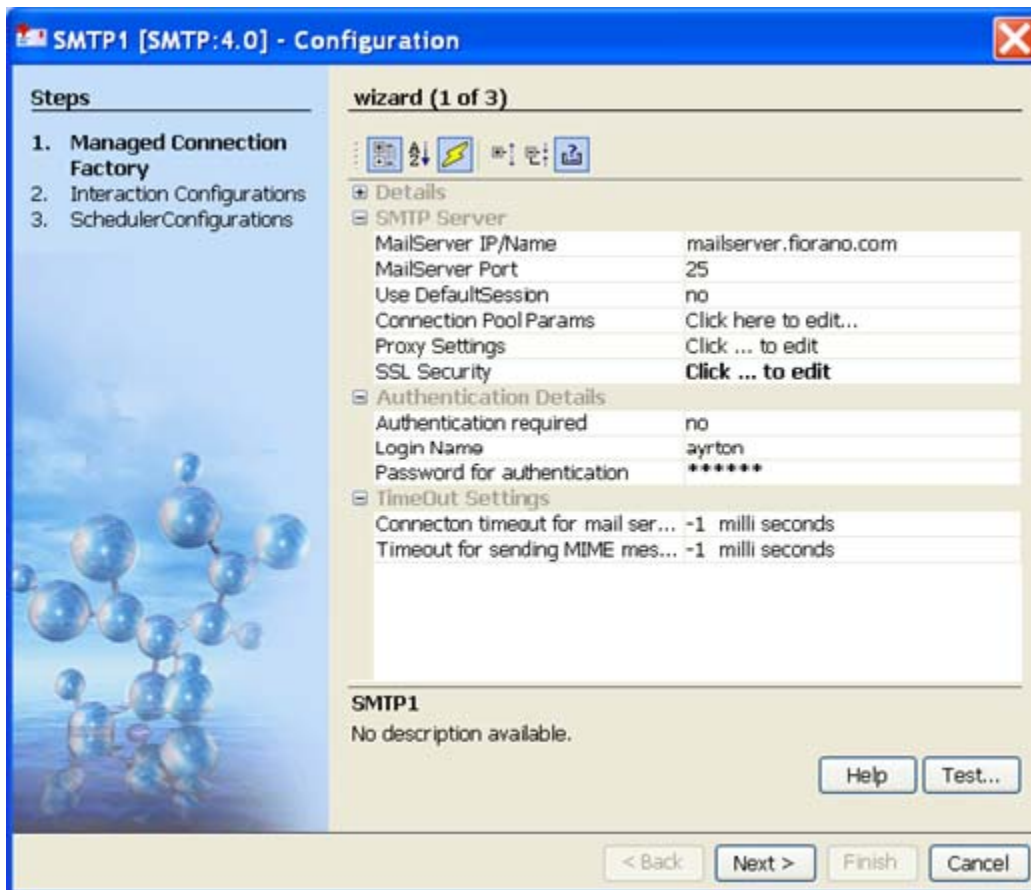 SMTP1 [SMTP:4.0] - Configuration
Steps
1. Managed Connection
Factory
2. Interaction Configurations
3. SchedulerConfigurations
wizard (1 of 3)
Details
SMTP Server
MailServer IP/Name mailserver.fiorano.com
MailServer Port 25
Use DefaultSession no
Connection Pool Params Click here to edit...
Proxy Settings Click ... to edit
SSL Security Click ... to edit
Authentication Details
Authentication required no
Login Name ayrton
Password for authentication ******
TimeOut Settings
Connecton timeout for mail ser... -1 milli seconds
Timeout for sending MIME mes... -1 milli seconds
SMTP1
No description available.
Help Test...
< Back Next > Finish Cancel